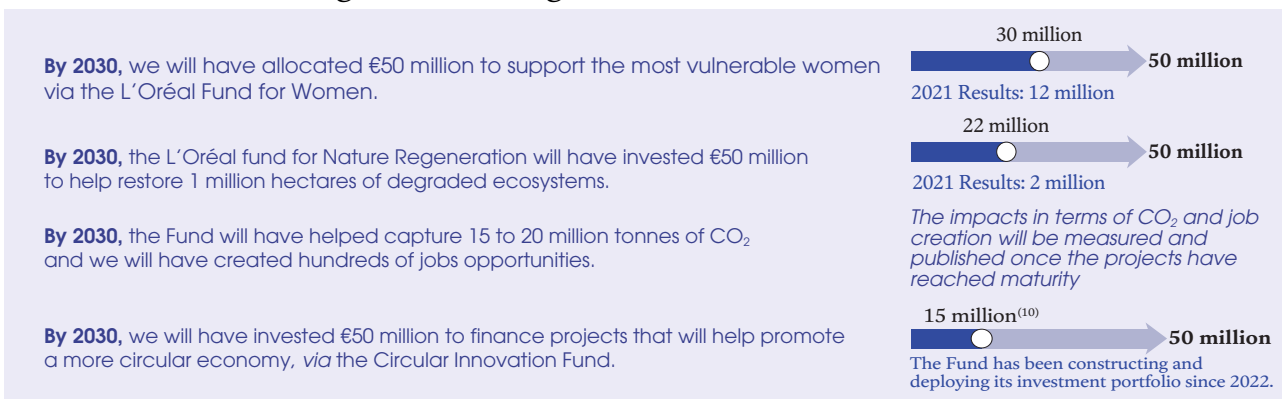 By 2030, we will have allocated €50 million to support the most vulnerable women
via the L'Oréal Fund for Women.
30 million
50 million
2021 Results: 12 million
By 2030, the L'Oréal fund for Nature Regeneration will have invested €50 million
to help restore 1 million hectares of degraded ecosystems.
22 million
50 million
2021 Results: 2 million
By 2030, the Fund will have helped capture 15 to 20 million tonnes of CO₂
and we will have created hundreds of jobs opportunities.
The impacts in terms of CO₂ and job
creation will be measured and
published once the projects have
reached maturity
By 2030, we will have invested €50 million to finance projects that will help promote
a more circular economy, via the Circular Innovation Fund.
15 million(10)
50 million
The Fund has been constructing and
deploying its investment portfolio since 2022.